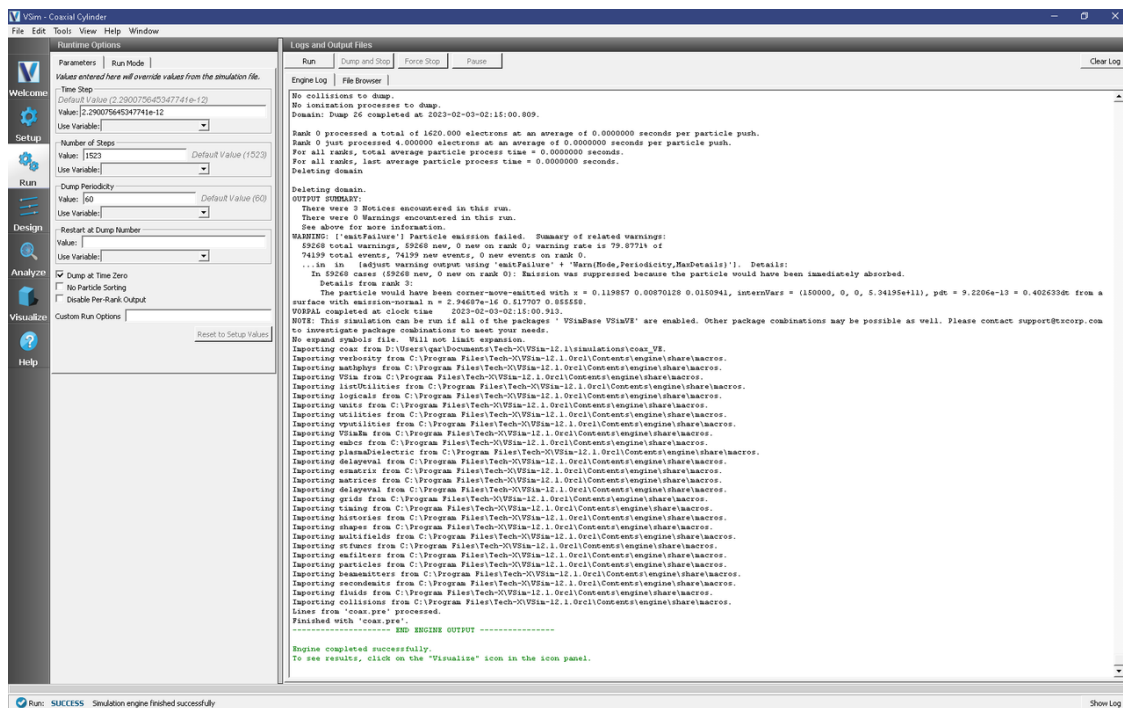 VSim - Coaxial Cylinder
File Edit Tools View Help Window
Runtime Options
Parameters Run Mode
Values entered here will override values from the simulation file.
Time Step
Default Value (2.290075645347741e-12)
Value: 2.290075645347741e-12
Use Variable:
Number of Steps
Value: 1523 Default Value (1523)
Use Variable:
Dump Periodicity
Value: 60 Default Value (60)
Use Variable:
Restart at Dump Number
Value:
Use Variable:
Dump at Time Zero
No Particle Sorting
Disable Per-Rank Output
Custom Run Options
Reset to Setup Values
Welcome
Setup
Run
Design
Analyze
Visualize
Help
Logs and Output Files
Run Dump and Stop Force Stop Pause Clear Log
Engine Log File Browser
No collisions to dump.
No ionization processes to dump.
Domain: Dump 26 completed at 2023-02-03-02:15:00.809.
Rank 0 processed a total of 1620.000 electrons at an average of 0.0000000 seconds per particle push.
Rank 0 just processed 4.000000 electrons at an average of 0.0000000 seconds per particle push.
For all ranks, total average particle process time = 0.0000000 seconds.
For all ranks, last average particle process time = 0.0000000 seconds.
Deleting domain
Deleting domain.
OUTPUT SUMMARY:
There were 3 Notices encountered in this run.
There were 0 Warnings encountered in this run.
See above for more information.
WARNING: ['emitFailure'] Particle emission failed. Summary of related warnings:
59268 total warnings, 59268 new, 0 new on rank 0; warning rate is 79.8771% of
74199 total events, 74199 new events, 0 new events on rank 0.
...in in [adjust warning output using 'emitFailure' + 'Warn{Mode,Periodicity,MaxDetails}']. Details:
In 59268 cases (59268 new, 0 new on rank 0): Emission was suppressed because the particle would have been immediately absorbed.
Details from rank 3:
The particle would have been corner-move-emitted with x = 0.119857 0.00870128 0.0150941, internVars = (150000, 0, 0, 5.34195e+11), pdt = 9.2206e-13 = 0.402633dt from a
surface with emission-normal n = 2.94687e-16 0.517707 0.855558.
VORPAL completed at clock time 2023-02-03-02:15:00.913.
NOTE: This simulation can be run if all of the packages ' VSimBase VSimVE' are enabled. Other package combinations may be possible as well. Please contact support@txcorp.com
to investigate package combinations to meet your needs.
No expand symbols file. Will not limit expansion.
Importing coax from D:\Users\qar\Documents\Tech-X\VSim-12.1\simulations\coax_VE.
Importing verbosity from C:\Program Files\Tech-X\VSim-12.1.0rc1\Contents\engine\share\macros.
Importing mathphys from C:\Program Files\Tech-X\VSim-12.1.0rc1\Contents\engine\share\macros.
Importing VSim from C:\Program Files\Tech-X\VSim-12.1.0rc1\Contents\engine\share\macros.
Importing listUtilities from C:\Program Files\Tech-X\VSim-12.1.0rc1\Contents\engine\share\macros.
Importing logicals from C:\Program Files\Tech-X\VSim-12.1.0rc1\Contents\engine\share\macros.
Importing units from C:\Program Files\Tech-X\VSim-12.1.0rc1\Contents\engine\share\macros.
Importing utilities from C:\Program Files\Tech-X\VSim-12.1.0rc1\Contents\engine\share\macros.
Importing vputilities from C:\Program Files\Tech-X\VSim-12.1.0rc1\Contents\engine\share\macros.
Importing VSimEm from C:\Program Files\Tech-X\VSim-12.1.0rc1\Contents\engine\share\macros.
Importing embcs from C:\Program Files\Tech-X\VSim-12.1.0rc1\Contents\engine\share\macros.
Importing plasmaDielectric from C:\Program Files\Tech-X\VSim-12.1.0rc1\Contents\engine\share\macros.
Importing delayeval from C:\Program Files\Tech-X\VSim-12.1.0rc1\Contents\engine\share\macros.
Importing esmatrix from C:\Program Files\Tech-X\VSim-12.1.0rc1\Contents\engine\share\macros.
Importing matrices from C:\Program Files\Tech-X\VSim-12.1.0rc1\Contents\engine\share\macros.
Importing delayeval from C:\Program Files\Tech-X\VSim-12.1.0rc1\Contents\engine\share\macros.
Importing grids from C:\Program Files\Tech-X\VSim-12.1.0rc1\Contents\engine\share\macros.
Importing timing from C:\Program Files\Tech-X\VSim-12.1.0rc1\Contents\engine\share\macros.
Importing histories from C:\Program Files\Tech-X\VSim-12.1.0rc1\Contents\engine\share\macros.
Importing shapes from C:\Program Files\Tech-X\VSim-12.1.0rc1\Contents\engine\share\macros.
Importing multifields from C:\Program Files\Tech-X\VSim-12.1.0rc1\Contents\engine\share\macros.
Importing stfuncs from C:\Program Files\Tech-X\VSim-12.1.0rc1\Contents\engine\share\macros.
Importing emfilters from C:\Program Files\Tech-X\VSim-12.1.0rc1\Contents\engine\share\macros.
Importing particles from C:\Program Files\Tech-X\VSim-12.1.0rc1\Contents\engine\share\macros.
Importing beamemitters from C:\Program Files\Tech-X\VSim-12.1.0rc1\Contents\engine\share\macros.
Importing secondemits from C:\Program Files\Tech-X\VSim-12.1.0rc1\Contents\engine\share\macros.
Importing fluids from C:\Program Files\Tech-X\VSim-12.1.0rc1\Contents\engine\share\macros.
Importing collisions from C:\Program Files\Tech-X\VSim-12.1.0rc1\Contents\engine\share\macros.
Lines from 'coax.pre' processed.
Finished with 'coax.pre'.
-------------------- END ENGINE OUTPUT ---------------
Engine completed successfully.
To see results, click on the "Visualize" icon in the icon panel.
Run: SUCCESS Simulation engine finished successfully Show Log